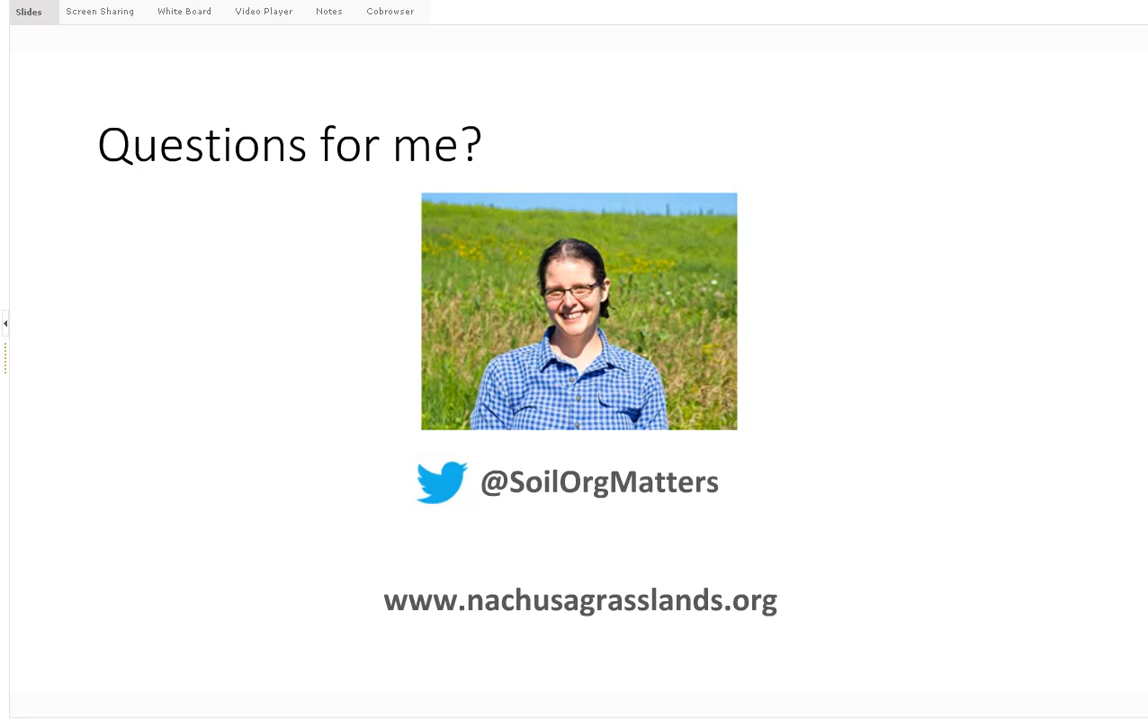 Slides Screen Sharing White Board Video Player Notes Cobrowser
Questions for me?
@SoilOrgMatters
www.nachusagrasslands.org